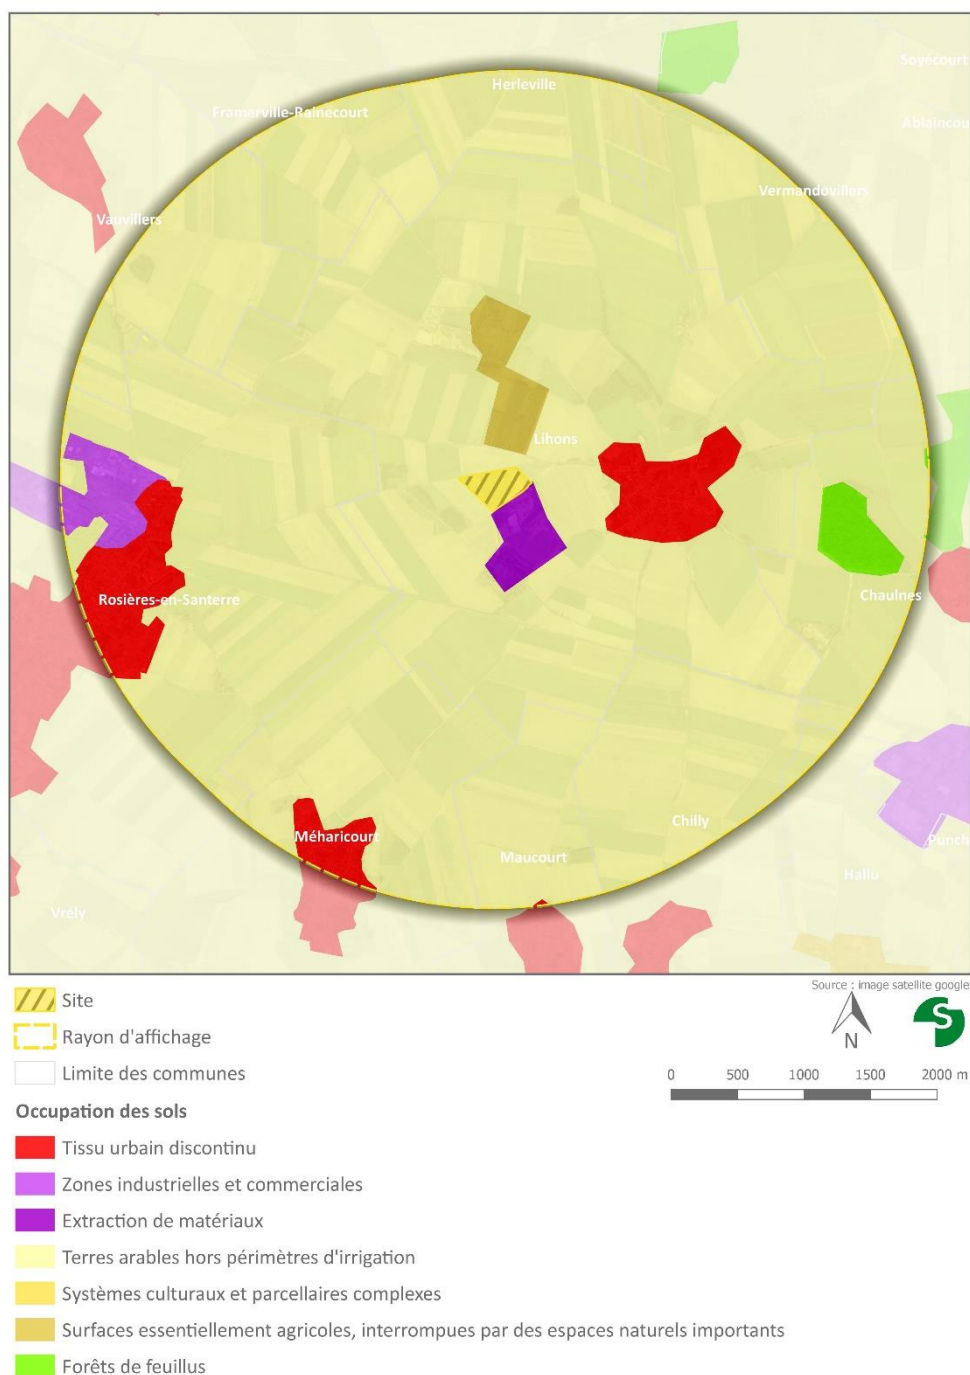 Soyecourt
Herleville
Framerville-Rainecourt
Ablaincou
Vermandovillers
Vauvillers
Lihons
Rosières-en-Santerre
Chaulnes
Chilly
Méharicourt
Punch
Maucourt
Hallu
Vrély
Source : image satellite google
Site
Rayon d'affichage
N
S
Limite des communes
0 500 1000 1500 2000 m
Occupation des sols
Tissu urbain discontinu
Zones industrielles et commerciales
Extraction de matériaux
Terres arables hors périmètres d'irrigation
Systèmes culturaux et parcellaires complexes
Surfaces essentiellement agricoles, interrompues par des espaces naturels importants
Forêts de feuillus